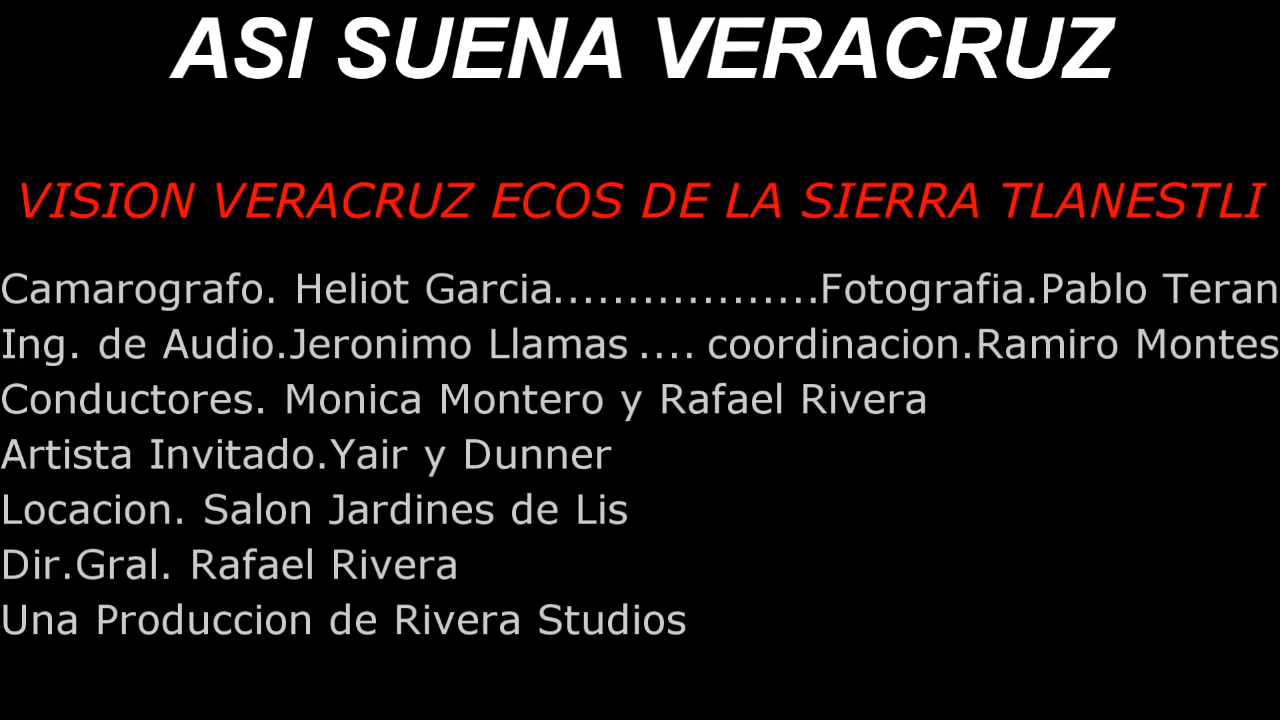 ASI SUENA VERACRUZ
VISION VERACRUZ ECOS DE LA SIERRA TLANESTLI
Camarografo. Heliot Garcia..................Fotografia.Pablo Teran
Ing. de Audio.Jeronimo Llamas .... coordinacion.Ramiro Montes
Conductores. Monica Montero y Rafael Rivera
Artista Invitado.Yair y Dunner
Locacion. Salon Jardines de Lis
Dir.Gral. Rafael Rivera
Una Produccion de Rivera Studios